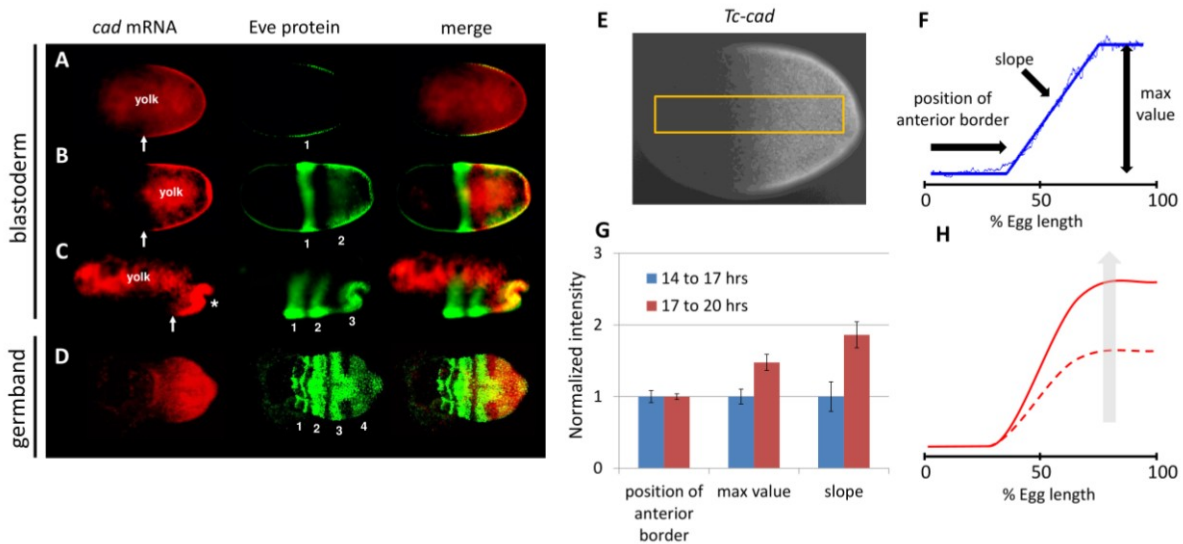 cad mRNA
Eve protein
merge
blastoderm
germband
A
yolk
1
B
yolk
1 2
C
yolk
*
1 2 3
D
1 2 3 4
E
Tc-cad
F
slope
position of
anterior border
max
value
50
100
% Egg length
G
Normalized intensity
3
2
1
0
14 to 17 hrs
17 to 20 hrs
position of
anterior
border
max value
slope
H
0
50
100
% Egg length